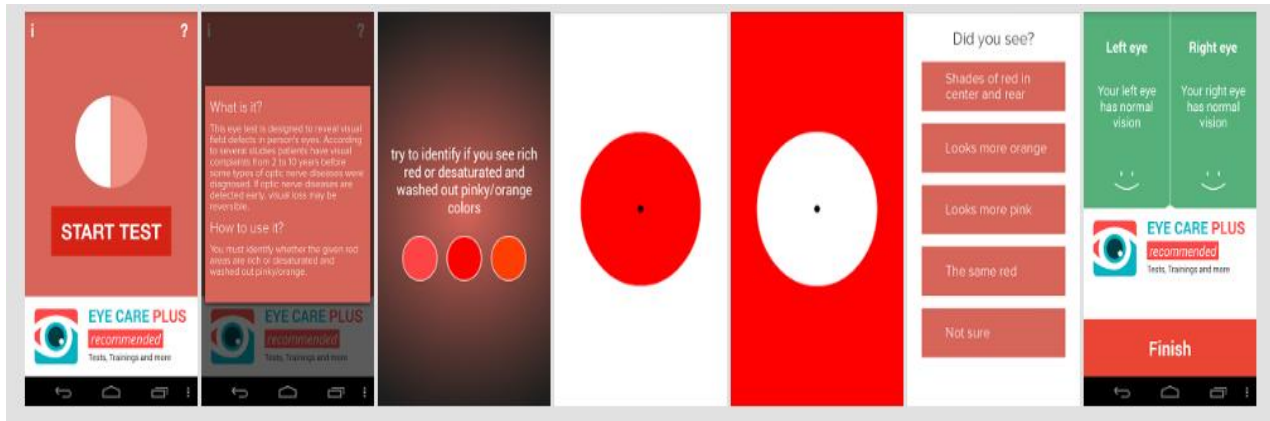 i ?
START TEST
EYE CARE PLUS
recommended
Tests, Trainings and more
?
What is it?
This eye test is designed to reveal visual
field defects in person's eyes. According
to several studies patients have visual
complaints from 2 to 10 years before
some types of optic nerve diseases were
diagnosed. If optic nerve diseases are
detected early, visual loss may be
reversible.
How to use it?
You must identify whether the given red
areas are rich or desaturated and
washed out pinky/orange.
EYE CARE PLUS
recommended
Tests, Trainings and more
try to identify if you see rich
red or desaturated and
washed out pinky/orange
colors
Did you see?
Shades of red in
center and rear
Looks more orange
Looks more pink
The same red
Not sure
Left eye
Your left eye
has normal
vision
Right eye
Your right eye
has normal
vision
EYE CARE PLUS
recommended
Tests, Trainings and more
Finish